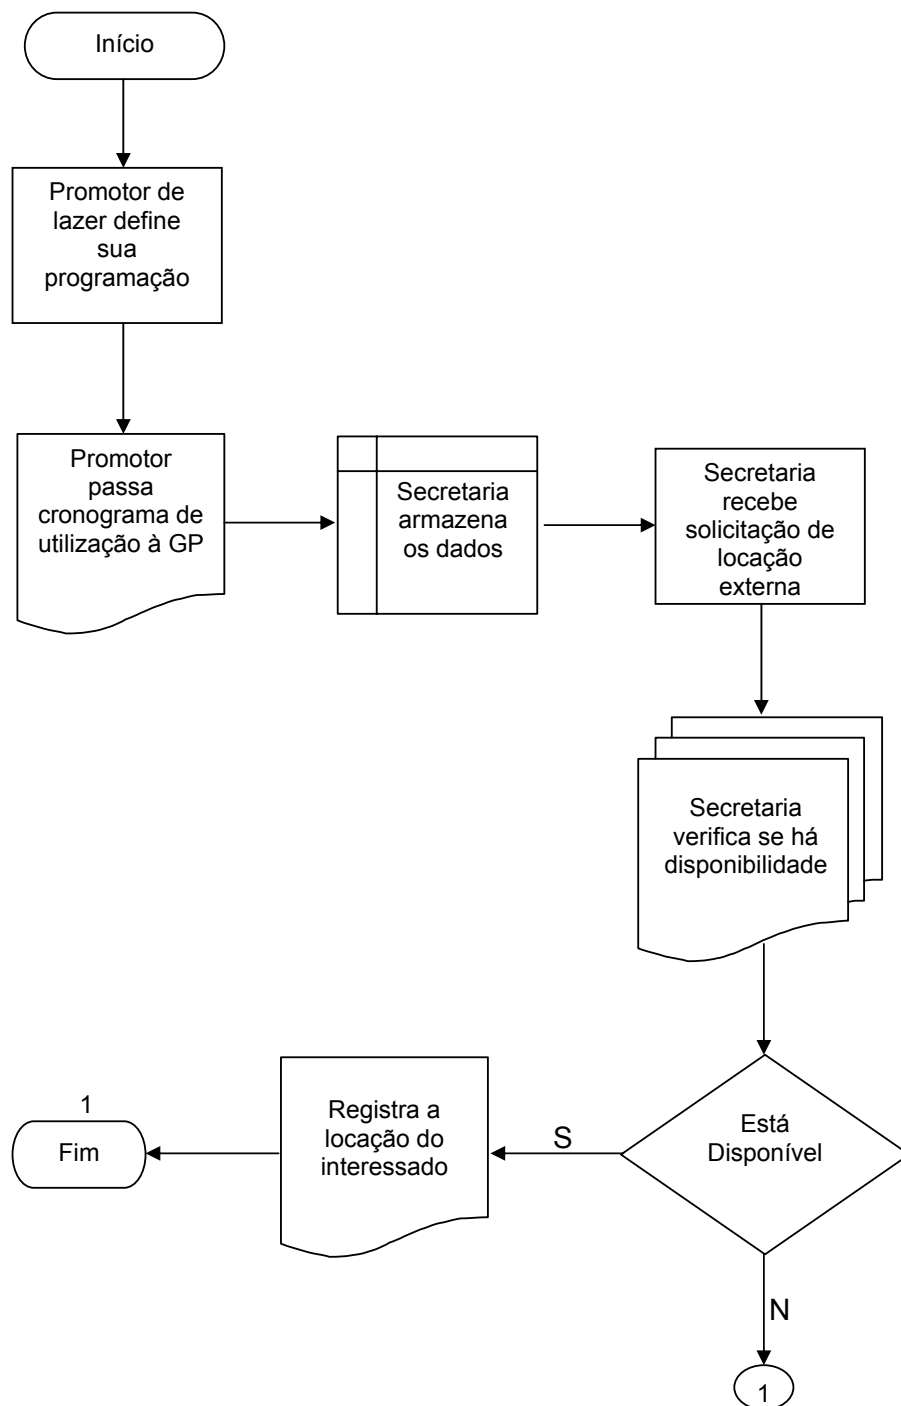 Início
Promotor de
lazer define
sua
programação
Promotor
passa
cronograma de
utilização à GP
Secretaria
armazena
os dados
Secretaria
recebe
solicitação de
locação
externa
Secretaria
verifica se há
disponibilidade
Está
Disponível
S
Registra a
locação do
interessado
1
Fim
N
1